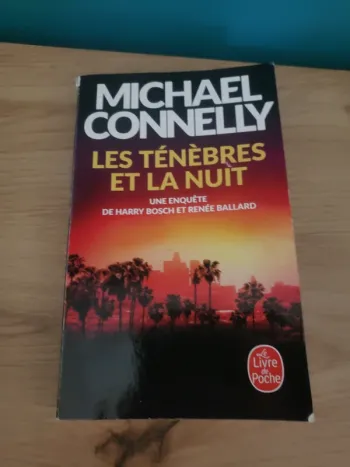 MICHAEL
CONNELLY
LES TÉNÈBRES
ET LA NUIT
UNE ENQUÊTE
DE HARRY BOSCH ET RENÉE BALLARD
Le
Livre
de
Poche